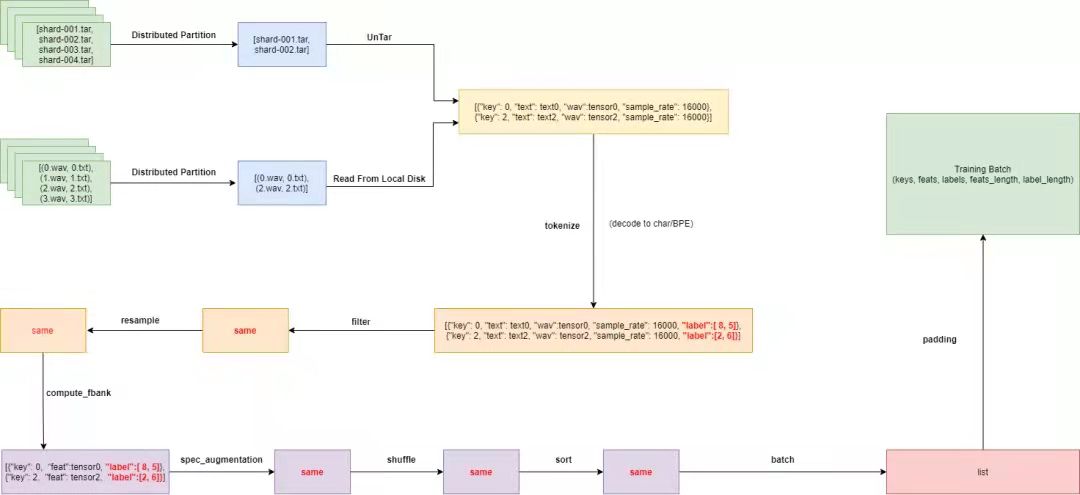 [shard-001.tar,
shard-002.tar,
shard-003.tar,
shard-004.tar]
Distributed Partition
[shard-001.tar,
shard-002.tar]
UnTar
[{"key": 0, "text": text0, "wav":tensor0, "sample_rate": 16000},
{"key": 2, "text": text2, "wav": tensor2, "sample_rate": 16000}]
[(0.wav, 0.txt),
(1.wav, 1.txt),
(2.wav, 2.txt),
(3.wav, 3.txt)]
Distributed Partition
[(0.wav, 0.txt),
(2.wav, 2.txt)]
Read From Local Disk
Training Batch
(keys, feats, labels, feats_length, label_length)
tokenize
(decode to char/BPE)
same
resample
same
filter
[{"key": 0, "text": text0, "wav":tensor0, "sample_rate": 16000, "label":[ 8, 5]},
{"key": 2, "text": text2, "wav": tensor2, "sample_rate": 16000, "label":[2, 6]}]
padding
compute_fbank
[{"key": 0, "feat":tensor0, "label":[ 8, 5]},
{"key": 2, "feat": tensor2, "label":[2, 6]}]
spec_augmentation
same
shuffle
same
sort
same
batch
list